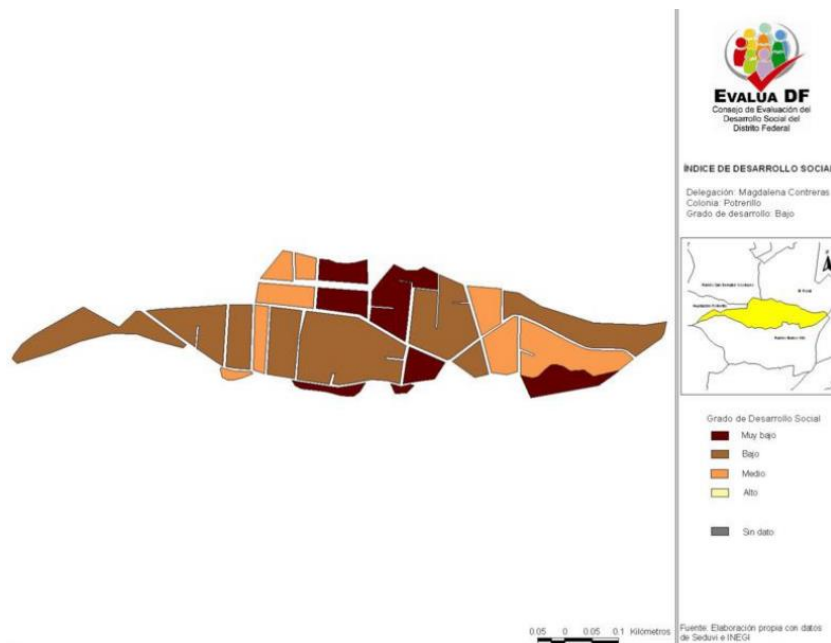 EVALUA DF
Consejo de Evaluación del
Desarrollo Social del
Distrito Federal
ÍNDICE DE DESARROLLO SOCIAL
Delegación: Magdalena Contreras
Colonia: Potrerillo
Grado de desarrollo: Bajo
Grado de Desarrollo Social
Muy bajo
Bajo
Medio
Alto
Sin dato
0.05 0 0.05 0.1 Kilómetros
Fuente: Elaboración propia con datos
de Seduvi e INEGI